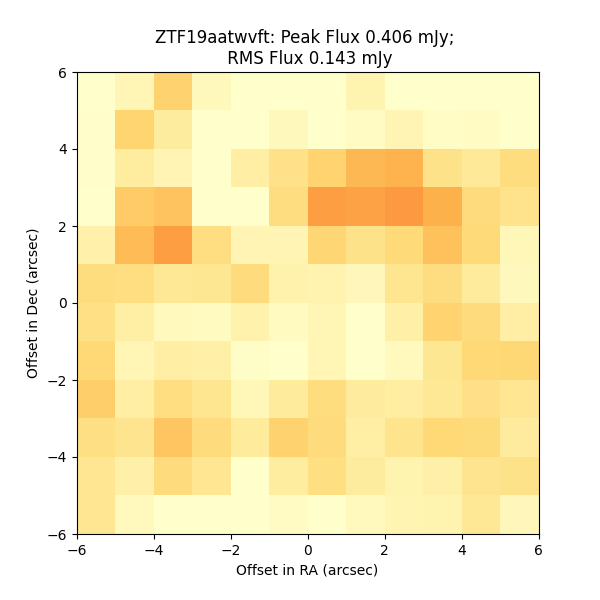 ZTF19aatwvft: Peak Flux 0.406 mJy;
RMS Flux 0.143 mJy
6
4
2
0
−2
−4
−6
Offset in Dec (arcsec)
−6 −4 −2 0 2 4 6
Offset in RA (arcsec)